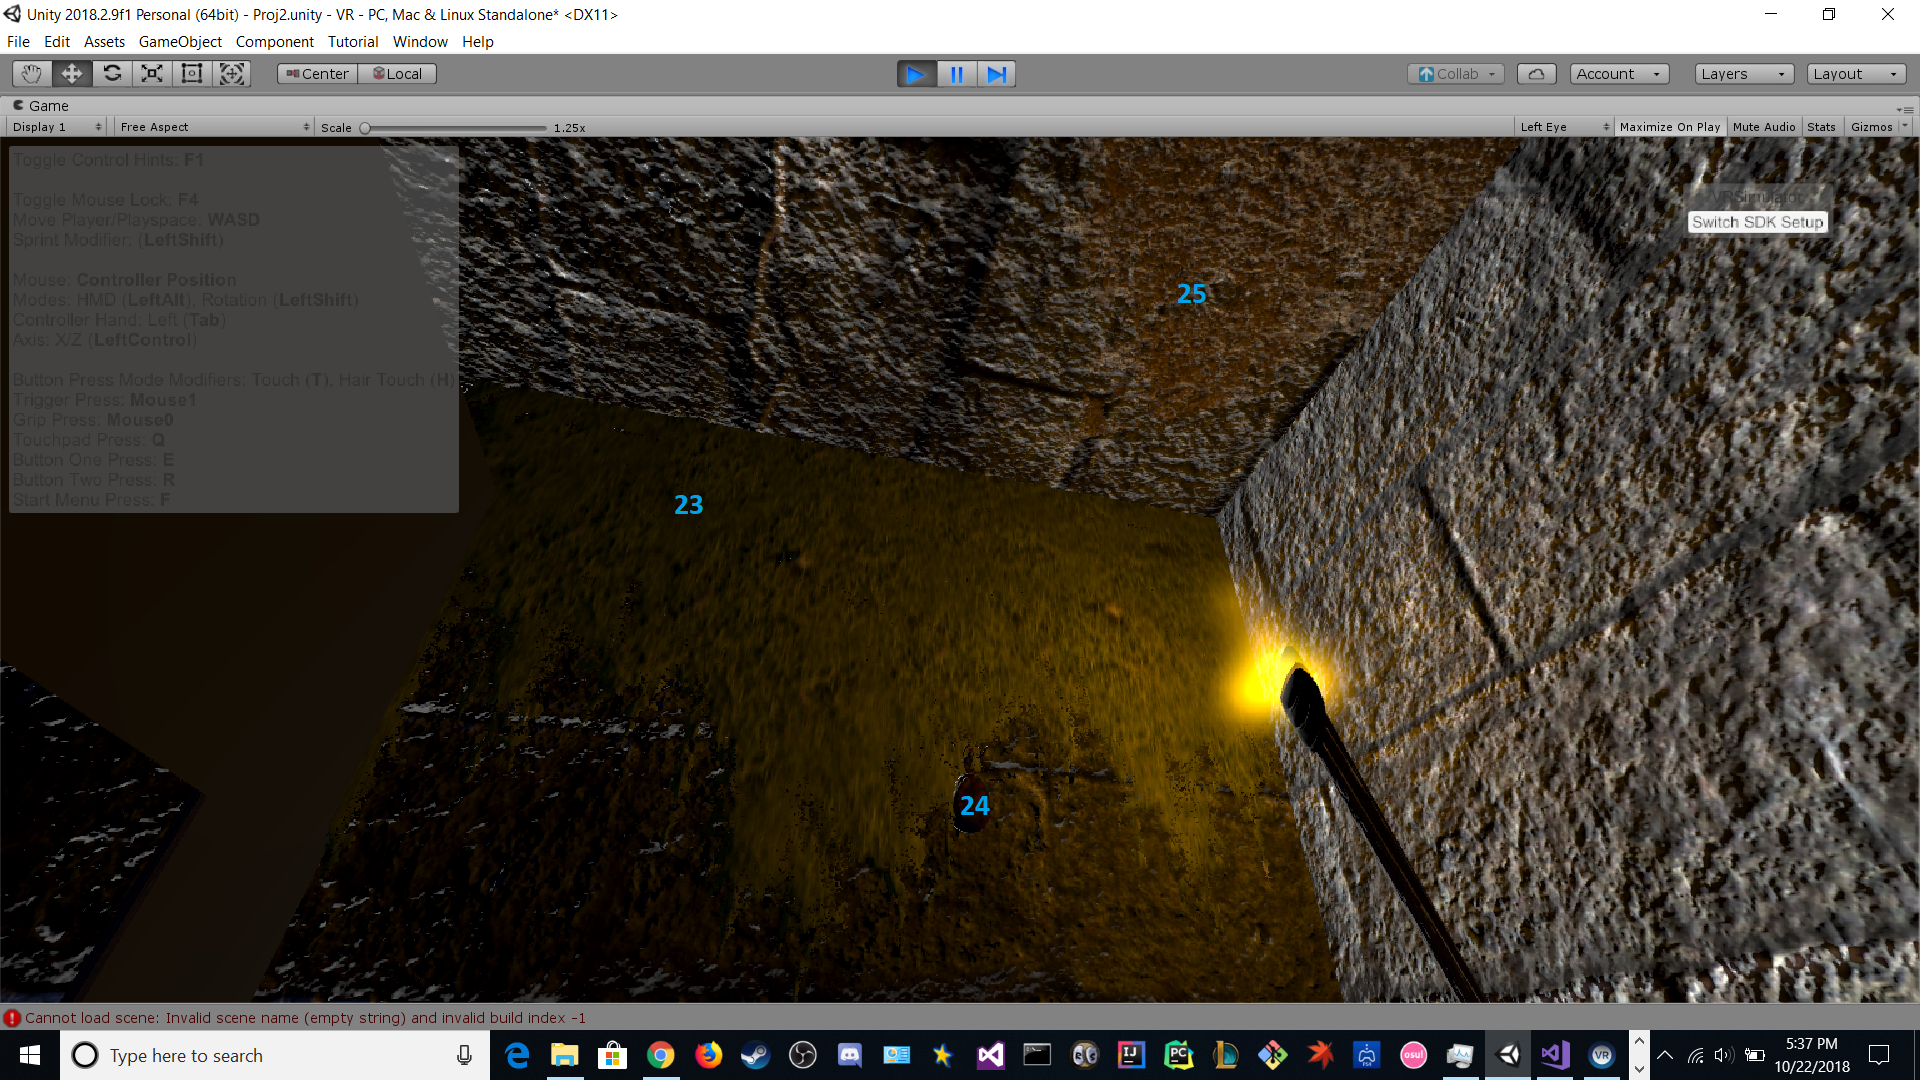 Unity 2018.2.9f1 Personal (64bit) - Proj2.unity - VR - PC, Mac & Linux Standalone* <DX11>
File Edit Assets GameObject Component Tutorial Window Help
Center Local Collab Account Layers Layout
Game
Display 1 Free Aspect Scale 1.25x Left Eye Maximize On Play Mute Audio Stats Gizmos
Toggle Control Hints: F1
Toggle Mouse Lock: F4
Move Player/Playspace: WASD
Sprint Modifier: (LeftShift)
Mouse: Controller Position
Modes: HMD (LeftAlt), Rotation (LeftShift)
Controller Hand: Left (Tab)
Axis: X/Z (LeftControl)
Button Press Mode Modifiers: Touch (T), Hair Touch (H)
Trigger Press: Mouse1
Grip Press: Mouse0
Touchpad Press: Q
Button One Press: E
Button Two Press: R
Start Menu Press: F
VRSimulator
Switch SDK Setup
25
23
24
Cannot load scene: Invalid scene name (empty string) and invalid build index -1
Type here to search
5:37 PM
10/22/2018